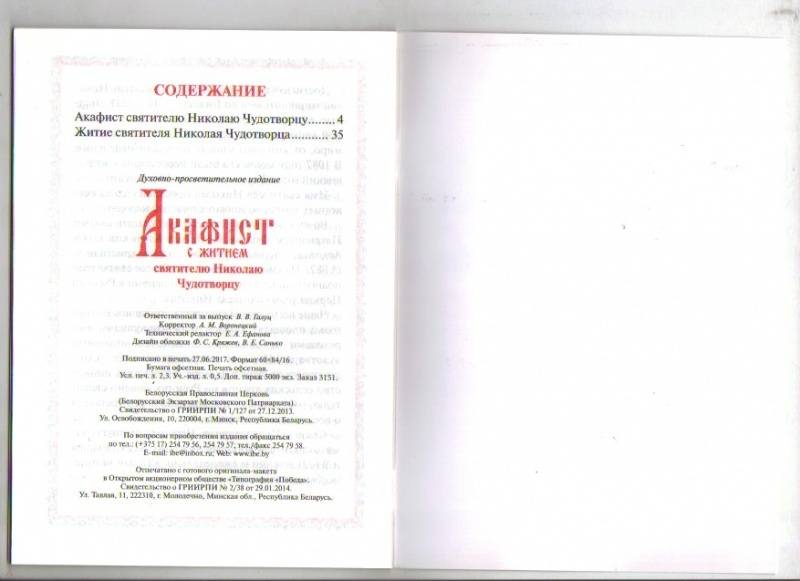 СОДЕРЖАНИЕ
Акафист святителю Николаю Чудотворцу........ 4
Житие святителя Николая Чудотворца........... 35
Духовно-просветительное издание
Акафист
с житием
святителю Николаю
Чудотворцу
Ответственный за выпуск В. В. Галуц
Корректор А. М. Воронецкий
Технический редактор Е. А. Ефанова
Дизайн обложки Ф. С. Крюков, В. Е. Санько
Подписано в печать 27.06.2017. Формат 60×84/16.
Бумага офсетная. Печать офсетная.
Усл. печ. л. 2,3. Уч.-изд. л. 0,5. Доп. тираж 5000 экз. Заказ 3151.
Белорусская Православная Церковь
(Белорусский Экзархат Московского Патриархата).
Свидетельство о ГРИИРПИ № 1/127 от 27.12.2013.
Ул. Освобождения, 10, 220004, г. Минск, Республика Беларусь.
По вопросам приобретения издания обращаться
по тел.: (+375 17) 254 79 56, 254 79 57; тел./факс 254 79 58.
E-mail: ibe@inbox.ru; Web: www.ibe.by
Отпечатано с готового оригинала-макета
в Открытом акционерном обществе «Типография «Победа».
Свидетельство о ГРИИРПИ № 2/38 от 29.01.2014.
Ул. Тавлая, 11, 222310, г. Молодечно, Минская обл., Республика Беларусь.